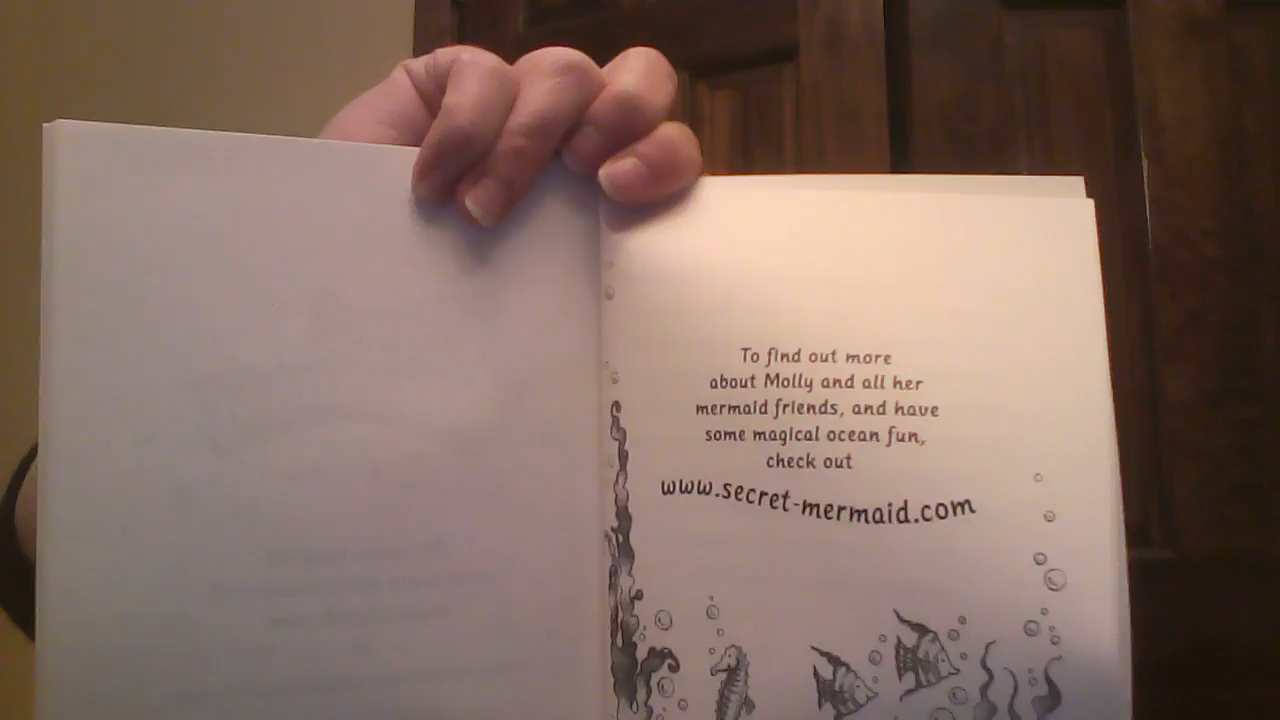 To find out more
about Molly and all her
mermaid friends, and have
some magical ocean fun,
check out
www.secret-mermaid.com